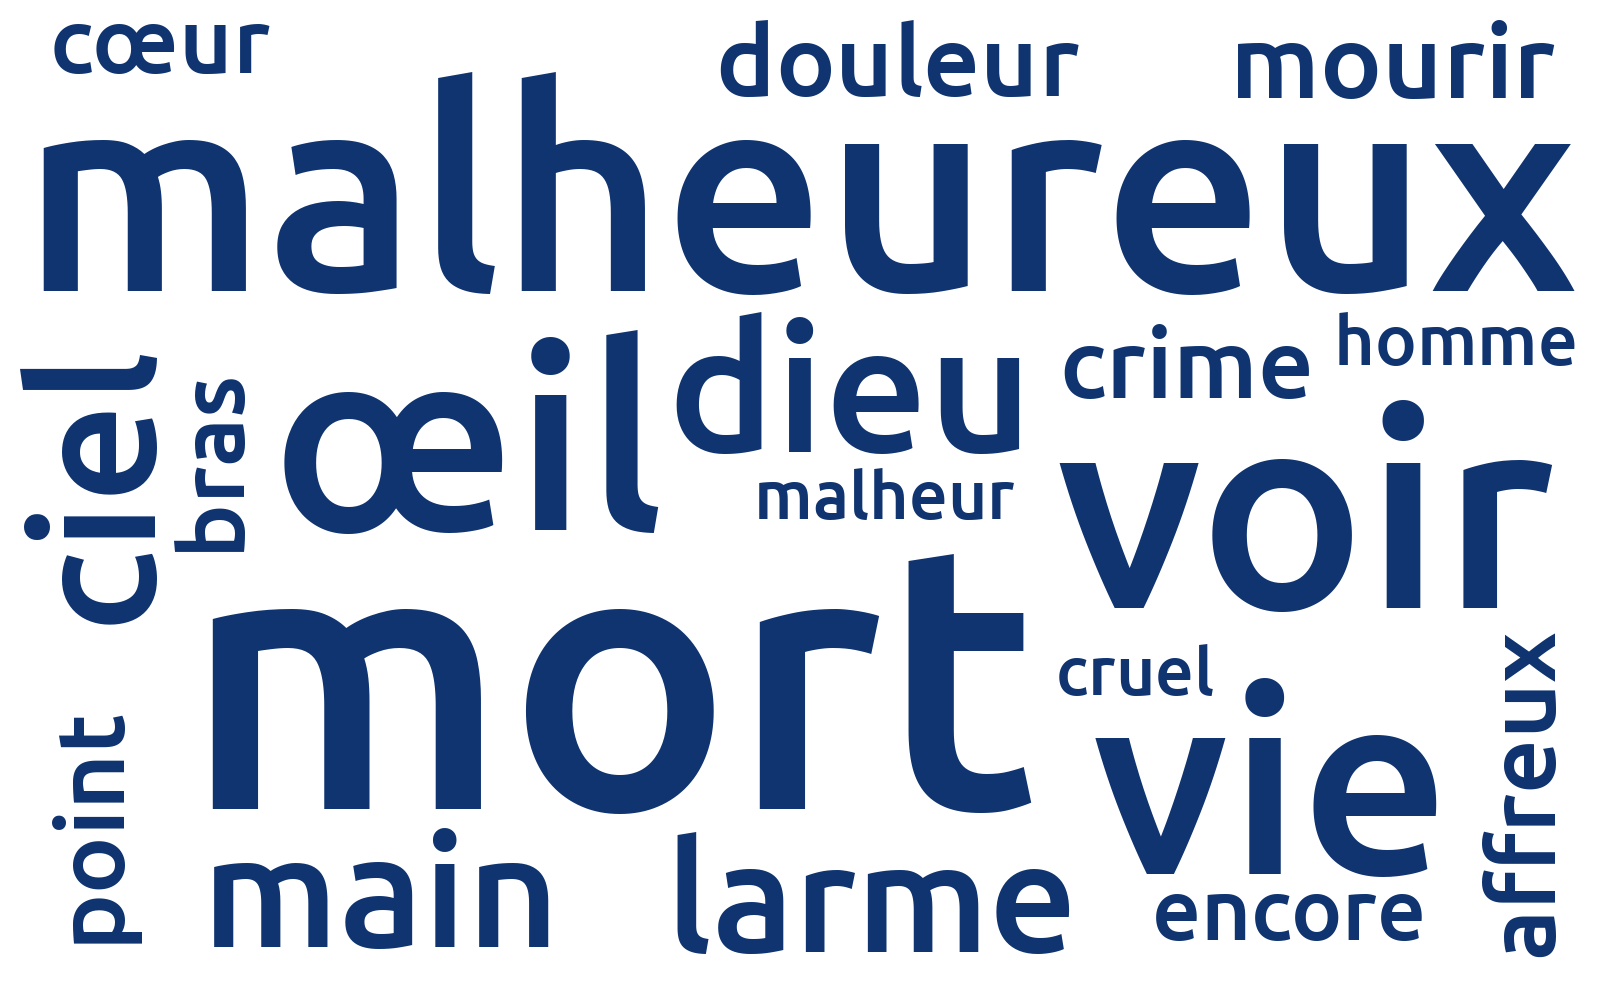 cœur
douleur
mourir
malheureux
ciel
bras
œil
dieu
crime
homme
malheur
voir
mort
cruel
vie
affreux
point
main
larme
encore